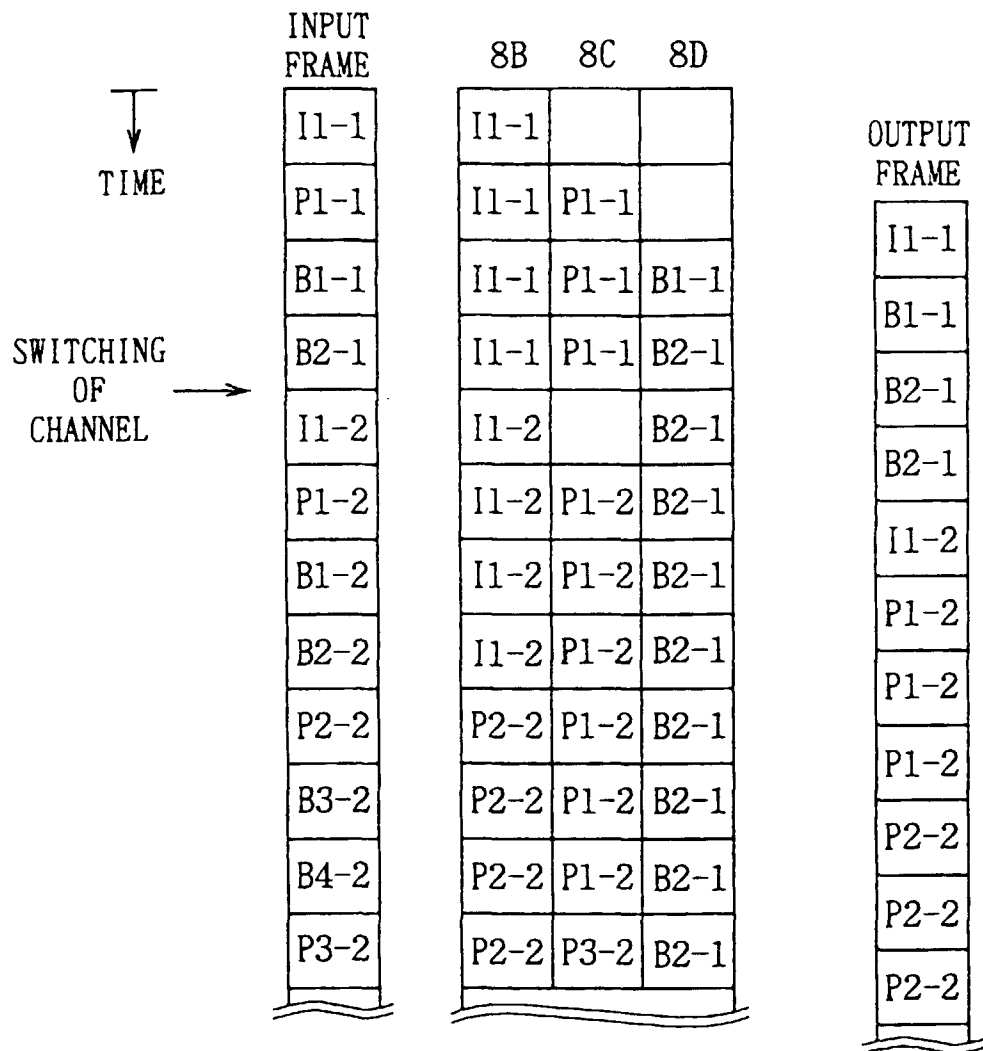 INPUT
FRAME
8B 8C 8D
I1-1 I1-1
TIME
OUTPUT
FRAME
P1-1 I1-1 P1-1
I1-1
B1-1 I1-1 P1-1 B1-1
B1-1
SWITCHING
OF
CHANNEL
B2-1 I1-1 P1-1 B2-1
B2-1
I1-2 I1-2 B2-1
B2-1
P1-2 I1-2 P1-2 B2-1
I1-2
B1-2 I1-2 P1-2 B2-1
P1-2
B2-2 I1-2 P1-2 B2-1
P1-2
P2-2 P2-2 P1-2 B2-1
P1-2
B3-2 P2-2 P1-2 B2-1
P2-2
B4-2 P2-2 P1-2 B2-1
P2-2
P3-2 P2-2 P3-2 B2-1
P2-2